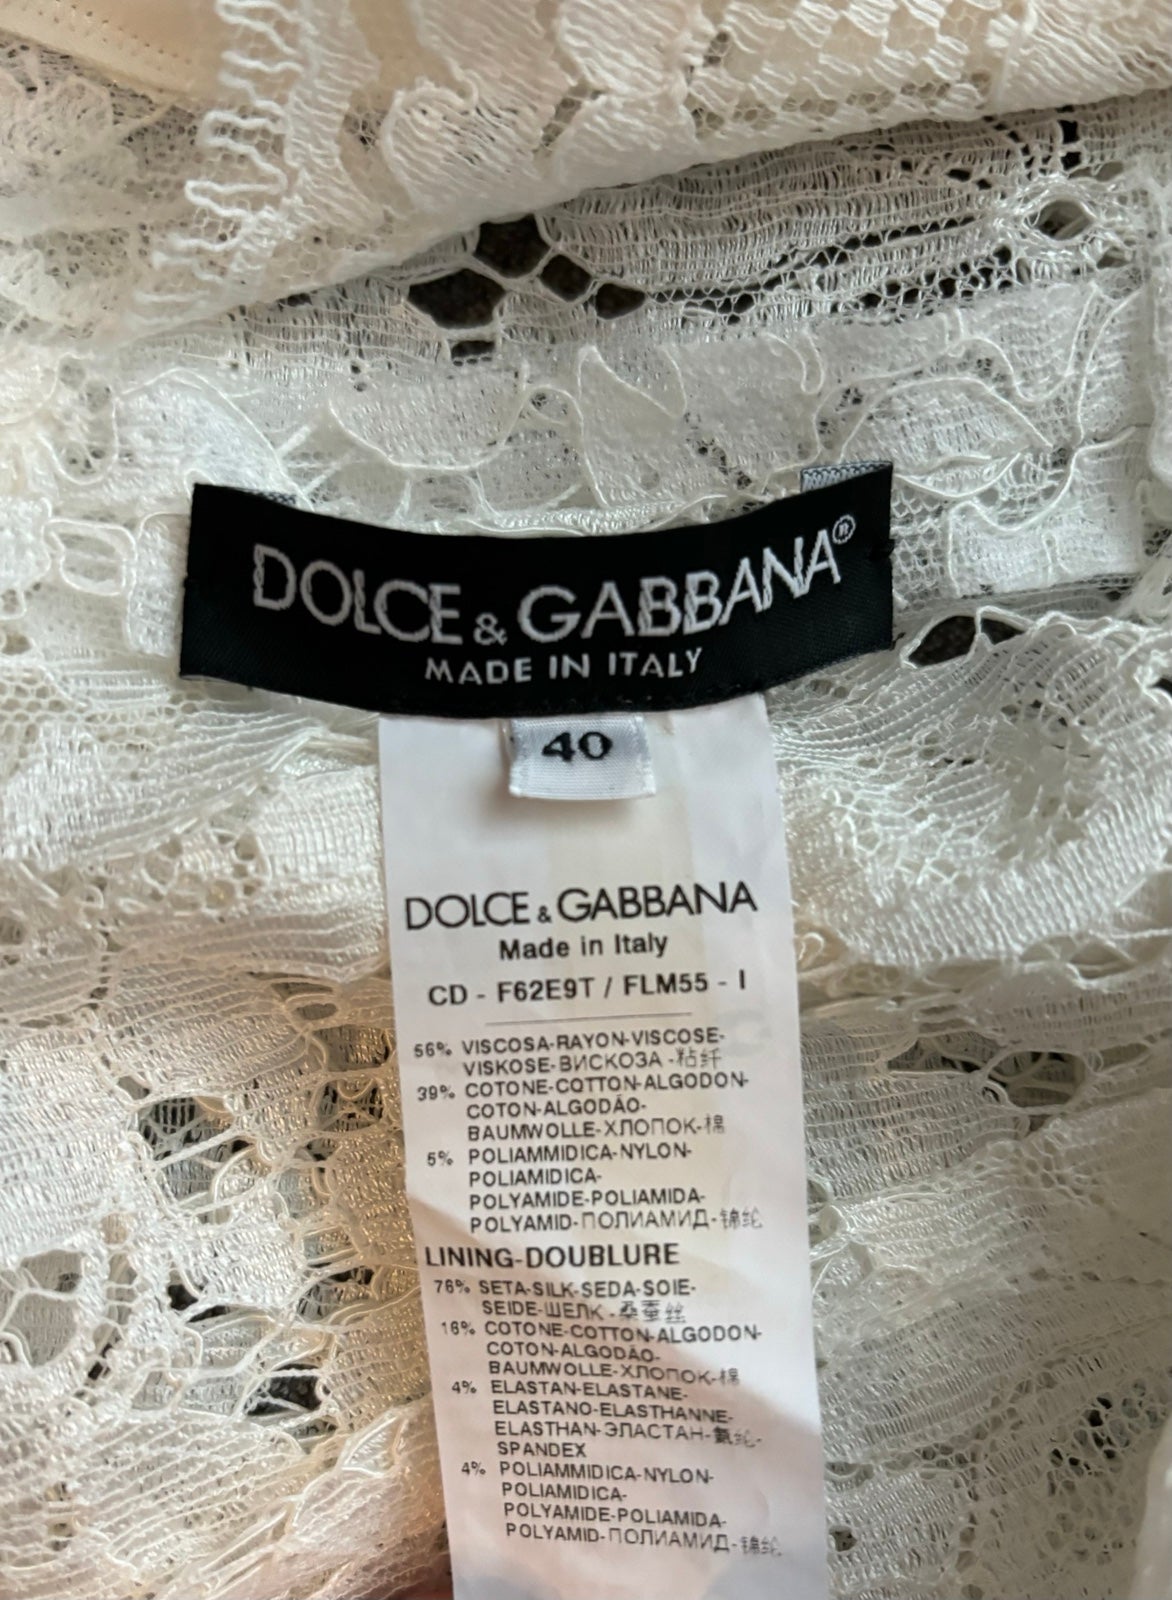 DOLCE & GABBANA®
MADE IN ITALY
40
DOLCE & GABBANA
Made in Italy
CD - F62E9T / FLM55 - I
56% VISCOSA-RAYON-VISCOSE-
VISKOSE-ВИСКОЗА -粘纤
39% COTONE-COTTON-ALGODON-
COTON-ALGODÃO-
BAUMWOLLE-ХЛОПОК-棉
5% POLIAMMIDICA-NYLON-
POLIAMIDICA-
POLYAMIDE-POLIAMIDA-
POLYAMID-ПОЛИАМИД-锦纶
LINING-DOUBLURE
76% SETA-SILK-SEDA-SOIE-
SEIDE-ШЕЛК -桑蚕丝
16% COTONE-COTTON-ALGODON-
COTON-ALGODÃO-
BAUMWOLLE-ХЛОПОК-棉
4% ELASTAN-ELASTANE-
ELASTANO-ELASTHANNE-
ELASTHAN-ЭЛАСТАН-氨纶-
SPANDEX
4% POLIAMMIDICA-NYLON-
POLIAMIDICA-
POLYAMIDE-POLIAMIDA-
POLYAMID-ПОЛИАМИД-锦纶